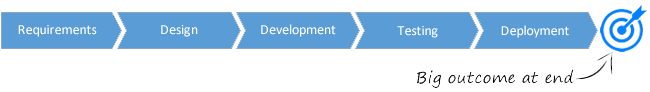 Requirements
Design
Development
Testing
Deployment
Big outcome at end